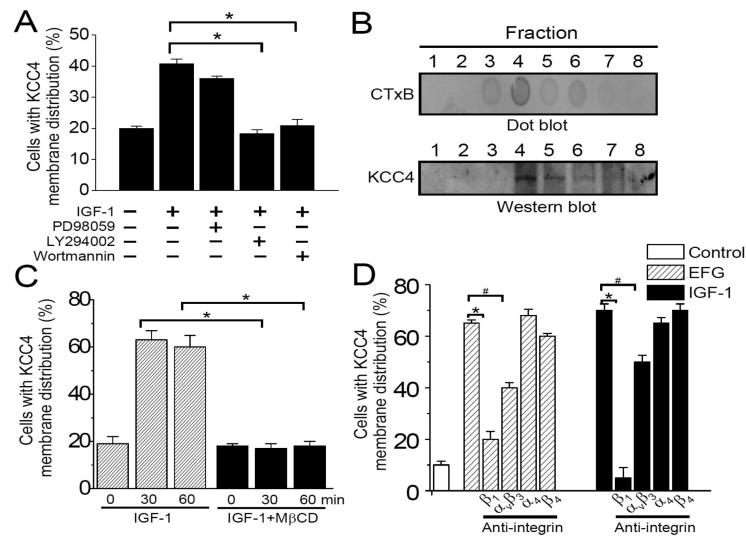 A
Cells with KCC4
membrane distribution (%)
50
40
30
20
10
0
*
*
IGF-1 − + + + +
PD98059 − − + − −
LY294002 − − − + −
Wortmannin − − − − +
B
Fraction
1 2 3 4 5 6 7 8
CTxB
Dot blot
1 2 3 4 5 6 7 8
KCC4
Western blot
C
Cells with KCC4
membrane distribution (%)
80
60
40
20
0
*
*
0 30 60 0 30 60 min
IGF-1 IGF-1+MβCD
D
Control
EFG
IGF-1
Cells with KCC4
membrane distribution (%)
80
60
40
20
0
#
*
#
*
β1 αvβ3 α4 β4 β1 αvβ3 α4 β4
Anti-integrin Anti-integrin